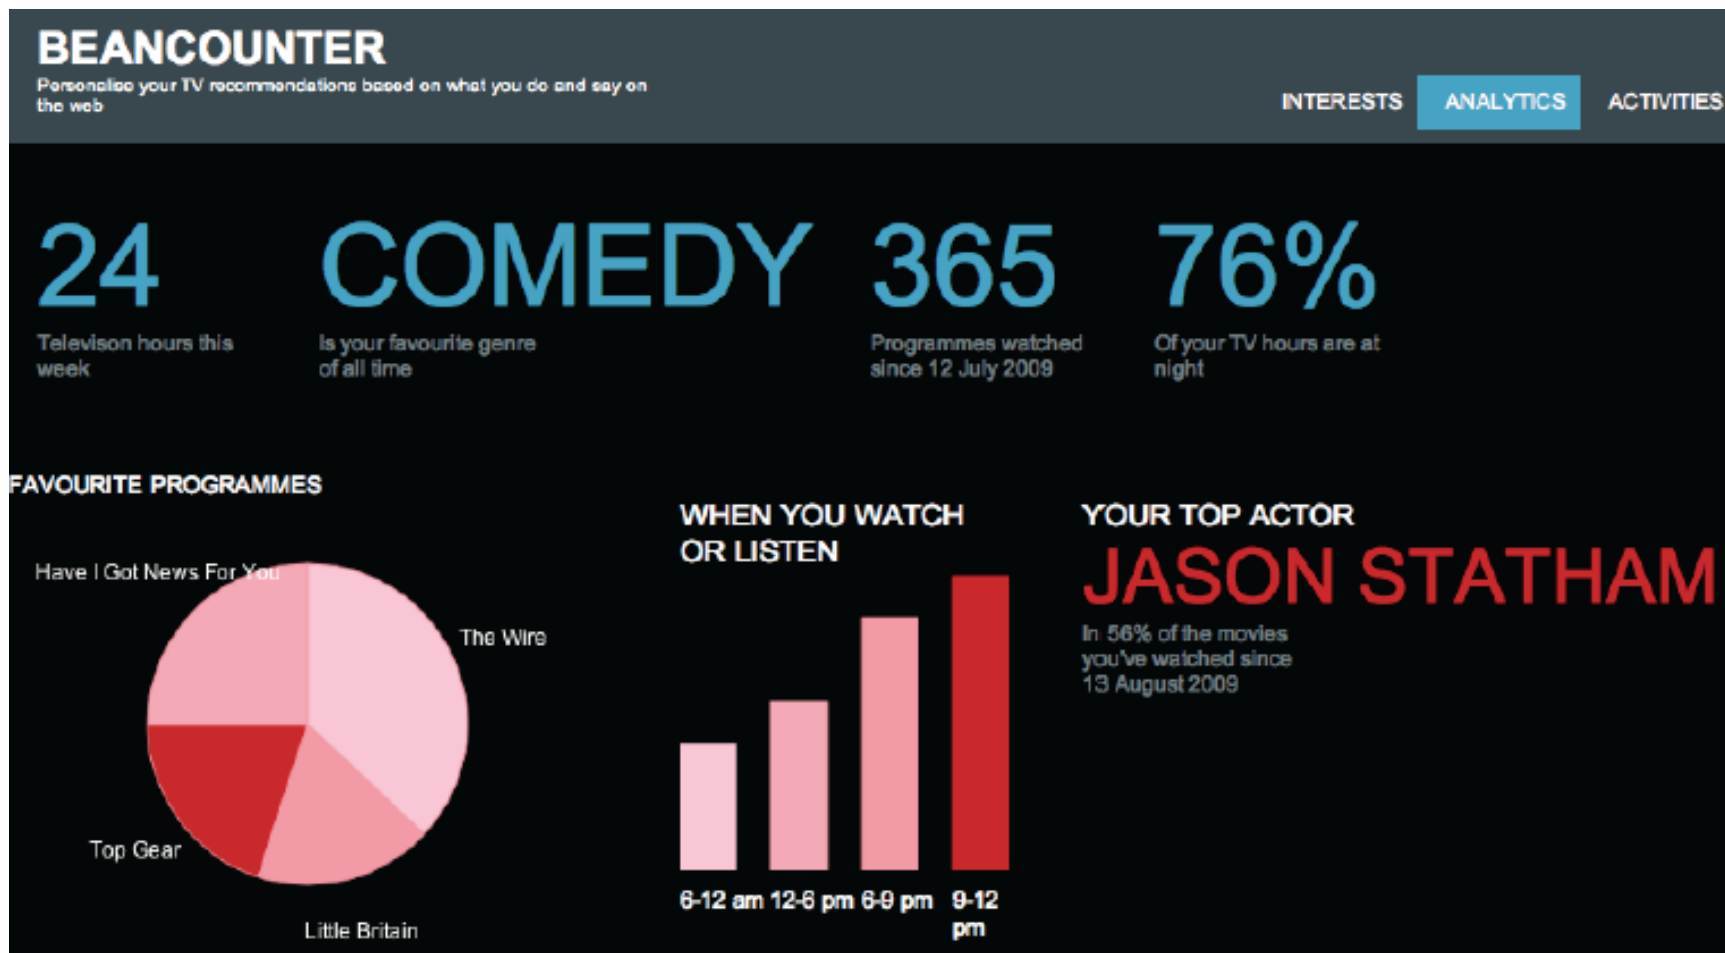 BEANCOUNTER
Personalise your TV recommendations based on what you do and say on
the web
INTERESTS
ANALYTICS
ACTIVITIES
24
Televison hours this
week
COMEDY
Is your favourite genre
of all time
365
Programmes watched
since 12 July 2009
76%
Of your TV hours are at
night
FAVOURITE PROGRAMMES
Have I Got News For You
The Wire
Top Gear
Little Britain
WHEN YOU WATCH
OR LISTEN
6-12 am
12-6 pm
6-9 pm
9-12
pm
YOUR TOP ACTOR
JASON STATHAM
In 56% of the movies
you've watched since
13 August 2009